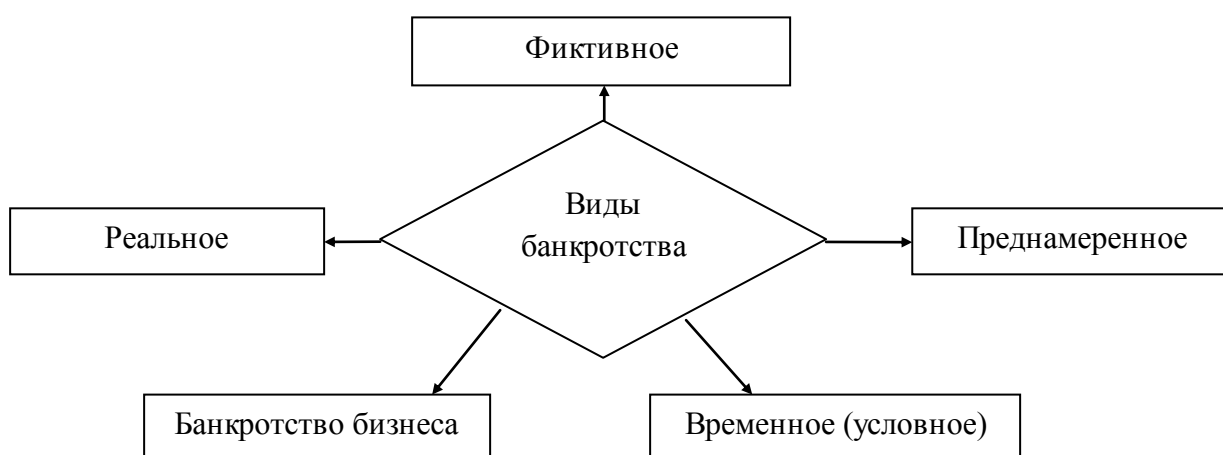 Фиктивное
Виды
банкротства
Реальное
Преднамеренное
Банкротство бизнеса
Временное (условное)